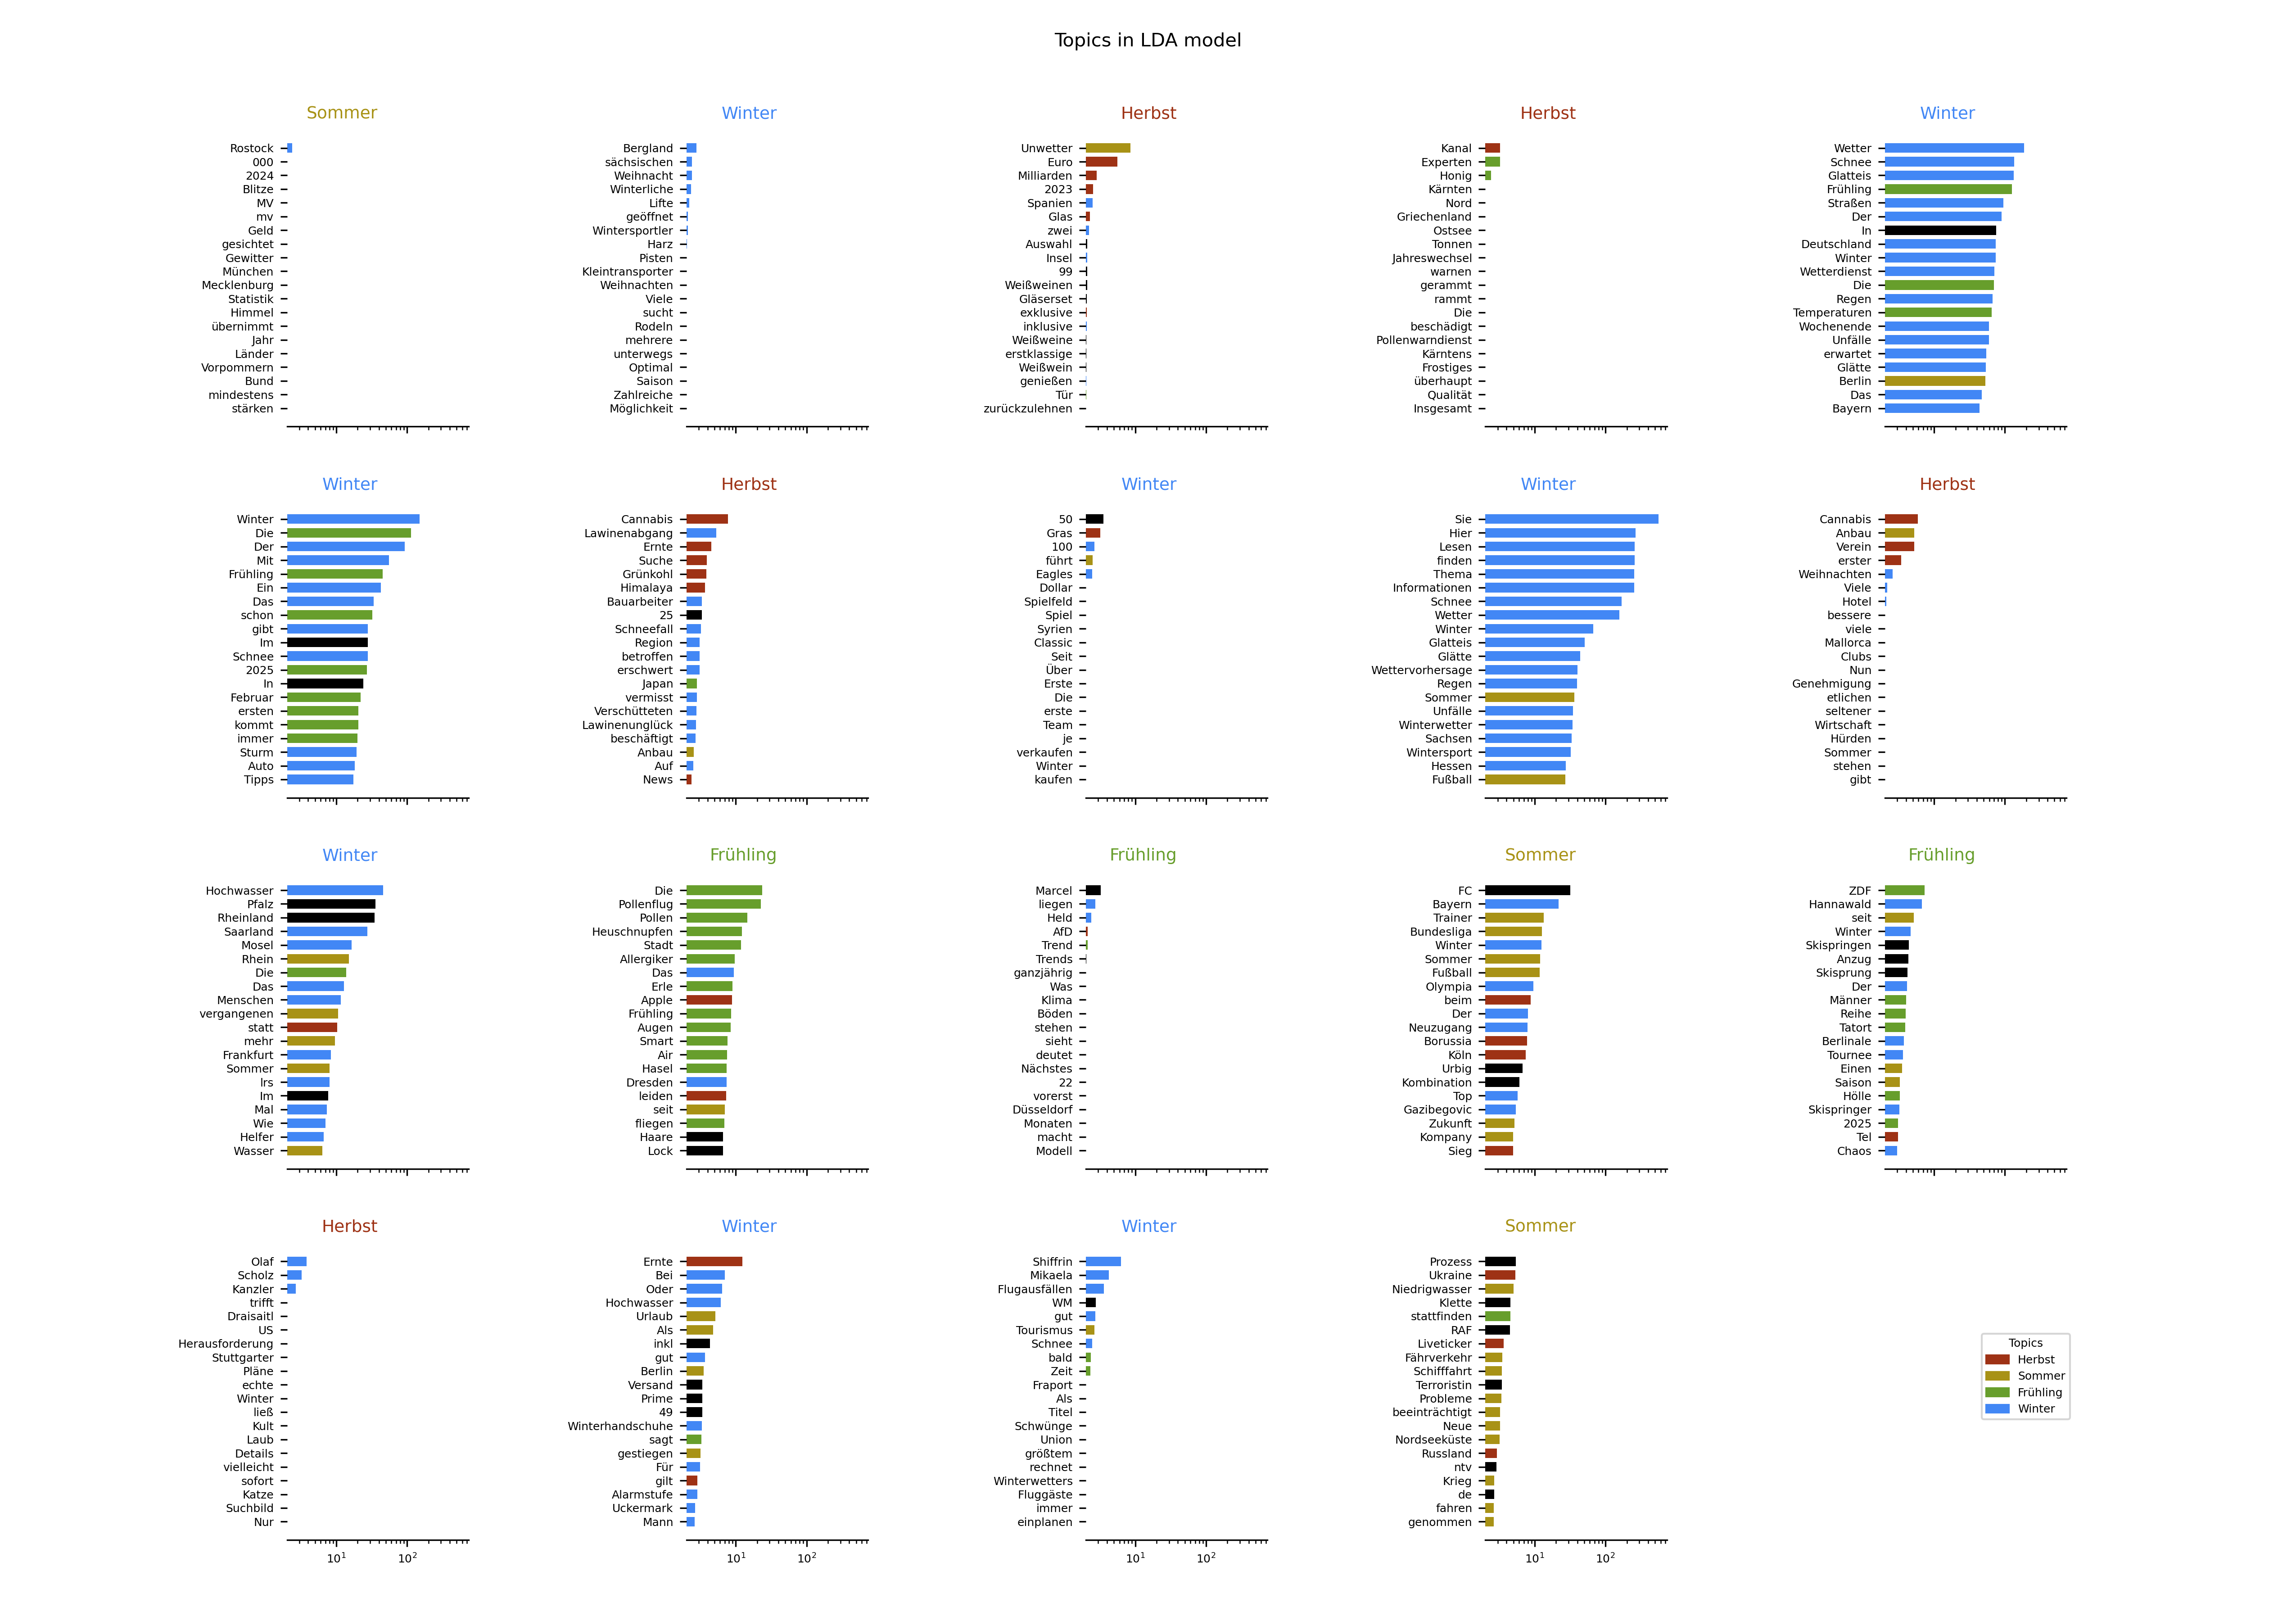 Topics in LDA model
Sommer
Rostock
000
2024
Blitze
MV
mv
Geld
gesichtet
Gewitter
München
Mecklenburg
Statistik
Himmel
übernimmt
Jahr
Länder
Vorpommern
Bund
mindestens
stärken
Winter
Bergland
sächsischen
Weihnacht
Winterliche
Lifte
geöffnet
Wintersportler
Harz
Pisten
Kleintransporter
Weihnachten
Viele
sucht
Rodeln
mehrere
unterwegs
Optimal
Saison
Zahlreiche
Möglichkeit
Herbst
Unwetter
Euro
Milliarden
2023
Spanien
Glas
zwei
Auswahl
Insel
99
Weißweinen
Gläserset
exklusive
inklusive
Weißweine
erstklassige
Weißwein
genießen
Tür
zurückzulehnen
Herbst
Kanal
Experten
Honig
Kärnten
Nord
Griechenland
Ostsee
Tonnen
Jahreswechsel
warnen
gerammt
rammt
Die
beschädigt
Pollenwarndienst
Kärntens
Frostiges
überhaupt
Qualität
Insgesamt
Winter
Wetter
Schnee
Glatteis
Frühling
Straßen
Der
In
Deutschland
Winter
Wetterdienst
Die
Regen
Temperaturen
Wochenende
Unfälle
erwartet
Glätte
Berlin
Das
Bayern
Winter
Winter
Die
Der
Mit
Frühling
Ein
Das
schon
gibt
Im
Schnee
2025
In
Februar
ersten
kommt
immer
Sturm
Auto
Tipps
Herbst
Cannabis
Lawinenabgang
Ernte
Suche
Grünkohl
Himalaya
Bauarbeiter
25
Schneefall
Region
betroffen
erschwert
Japan
vermisst
Verschütteten
Lawinenunglück
beschäftigt
Anbau
Auf
News
Winter
50
Gras
100
führt
Eagles
Dollar
Spielfeld
Spiel
Syrien
Classic
Seit
Über
Erste
Die
erste
Team
je
verkaufen
Winter
kaufen
Winter
Sie
Hier
Lesen
finden
Thema
Informationen
Schnee
Wetter
Winter
Glatteis
Glätte
Wettervorhersage
Regen
Sommer
Unfälle
Winterwetter
Sachsen
Wintersport
Hessen
Fußball
Herbst
Cannabis
Anbau
Verein
erster
Weihnachten
Viele
Hotel
bessere
viele
Mallorca
Clubs
Nun
Genehmigung
etlichen
seltener
Wirtschaft
Hürden
Sommer
stehen
gibt
Winter
Hochwasser
Pfalz
Rheinland
Saarland
Mosel
Rhein
Die
Das
Menschen
vergangenen
statt
mehr
Frankfurt
Sommer
lrs
Im
Mal
Wie
Helfer
Wasser
Frühling
Die
Pollenflug
Pollen
Heuschnupfen
Stadt
Allergiker
Das
Erle
Apple
Frühling
Augen
Smart
Air
Hasel
Dresden
leiden
seit
fliegen
Haare
Lock
Frühling
Marcel
liegen
Held
AfD
Trend
Trends
ganzjährig
Was
Klima
Böden
stehen
sieht
deutet
Nächstes
22
vorerst
Düsseldorf
Monaten
macht
Modell
Sommer
FC
Bayern
Trainer
Bundesliga
Winter
Sommer
Fußball
Olympia
beim
Der
Neuzugang
Borussia
Köln
Urbig
Kombination
Top
Gazibegovic
Zukunft
Kompany
Sieg
Frühling
ZDF
Hannawald
seit
Winter
Skispringen
Anzug
Skisprung
Der
Männer
Reihe
Tatort
Berlinale
Tournee
Einen
Saison
Hölle
Skispringer
2025
Tel
Chaos
Herbst
Olaf
Scholz
Kanzler
trifft
Draisaitl
US
Herausforderung
Stuttgarter
Pläne
echte
Winter
ließ
Kult
Laub
Details
vielleicht
sofort
Katze
Suchbild
Nur
10¹ 10²
Winter
Ernte
Bei
Oder
Hochwasser
Urlaub
Als
inkl
gut
Berlin
Versand
Prime
49
Winterhandschuhe
sagt
gestiegen
Für
gilt
Alarmstufe
Uckermark
Mann
10¹ 10²
Winter
Shiffrin
Mikaela
Flugausfällen
WM
gut
Tourismus
Schnee
bald
Zeit
Fraport
Als
Titel
Schwünge
Union
größtem
rechnet
Winterwetters
Fluggäste
immer
einplanen
10¹ 10²
Sommer
Prozess
Ukraine
Niedrigwasser
Klette
stattfinden
RAF
Liveticker
Fährverkehr
Schifffahrt
Terroristin
Probleme
beeinträchtigt
Neue
Nordseeküste
Russland
ntv
Krieg
de
fahren
genommen
10¹ 10²
Topics
Herbst
Sommer
Frühling
Winter